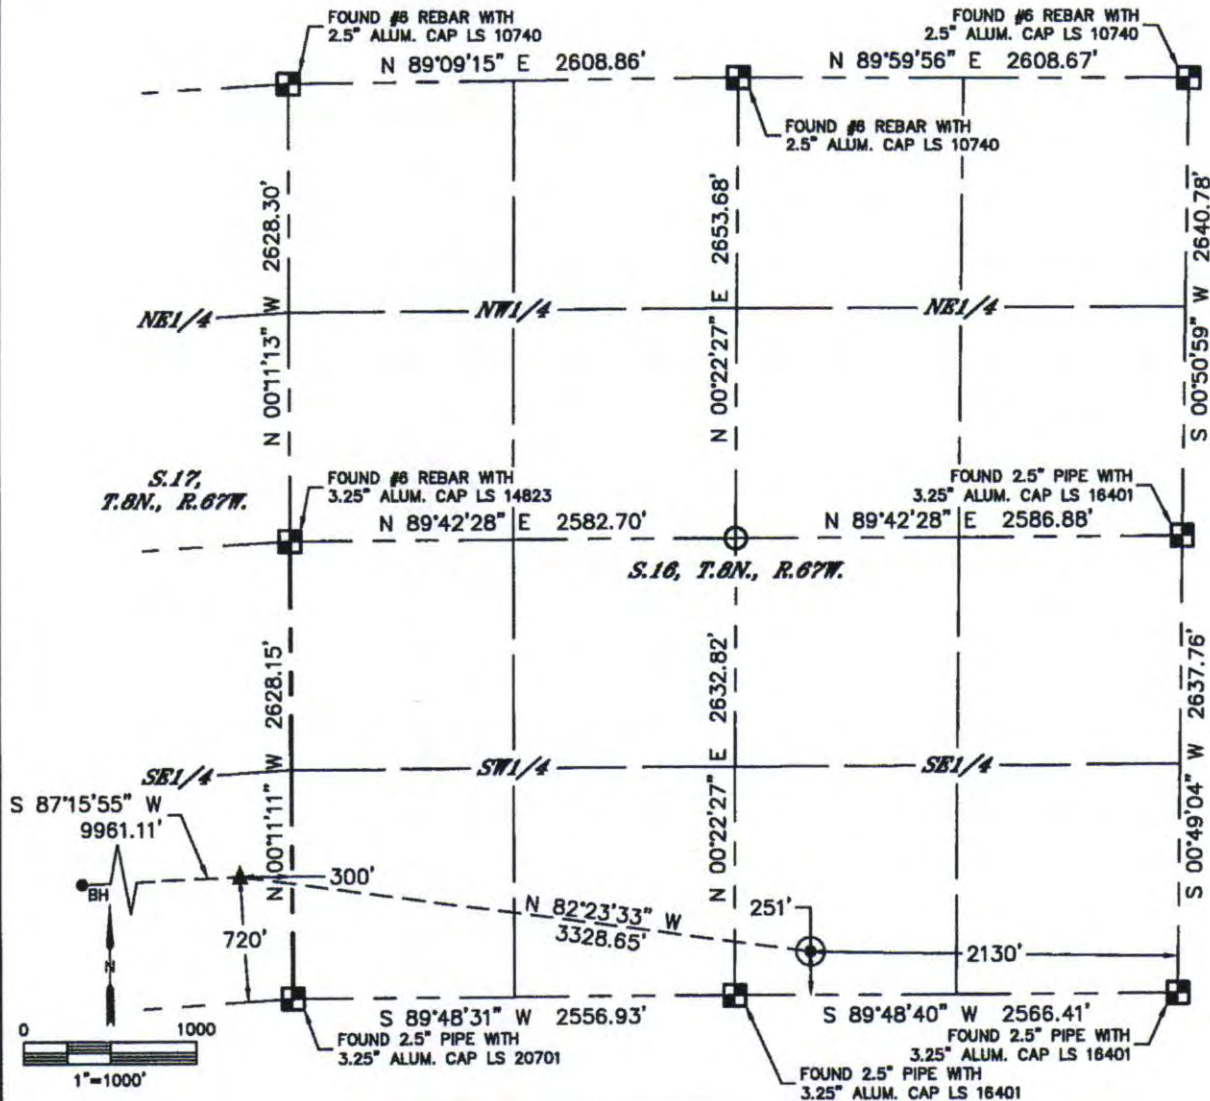 FOUND #6 REBAR WITH
2.5" ALUM. CAP LS 10740
FOUND #6 REBAR WITH
2.5" ALUM. CAP LS 10740
N 89°09'15" E 2608.86'
N 89°59'56" E 2608.67'
FOUND #6 REBAR WITH
2.5" ALUM. CAP LS 10740
N 00°11'13" W 2628.30'
N 00°22'27" E 2653.68'
S 00°50'59" W 2640.78'
NE1/4
NW1/4
NE1/4
S.17,
T.8N., R.67W.
FOUND #6 REBAR WITH
3.25" ALUM. CAP LS 14823
FOUND 2.5" PIPE WITH
3.25" ALUM. CAP LS 16401
N 89°42'28" E 2582.70'
N 89°42'28" E 2586.88'
S.16, T.8N., R.67W.
N 00°11'11" W 2628.15'
N 00°22'27" E 2632.82'
S 00°49'04" W 2637.76'
SE1/4
SW1/4
SE1/4
S 87°15'55" W
9961.11'
BH
300'
N 82°23'33" W
3328.65'
251'
720'
2130'
N
S 89°48'31" W 2556.93'
S 89°48'40" W 2566.41'
0 1000
1"=1000'
FOUND 2.5" PIPE WITH
3.25" ALUM. CAP LS 20701
FOUND 2.5" PIPE WITH
3.25" ALUM. CAP LS 16401
FOUND 2.5" PIPE WITH
3.25" ALUM. CAP LS 16401